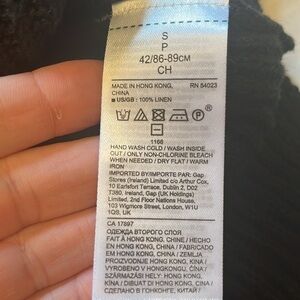 S
P
42/86-89CM
CH
MADE IN HONG KONG, RN 54023
CHINA
■ US/GB : 100% LINEN
1166
HAND WASH COLD / WASH INSIDE
OUT / ONLY NON-CHLORINE BLEACH
WHEN NEEDED / DRY FLAT / WARM
IRON
IMPORTED BY/IMPORTE PAR: Gap
Stores (Ireland) Limited c/o Arthur Cox,
10 Earlsfort Terrace, Dublin 2, D02
T380, Ireland, Gap (UK Holdings)
Limited, 2nd Floor Nations House,
103 Wigmore Street, London, W1U
1QS, UK
CA 17897
ОДЕЖДА ВТОРОГО СЛОЯ
FAIT À HONG KONG, CHINE / HECHO
EN HONG KONG, CHINA / FABRICADO
EM HONG KONG, CHINA / ZEMLJA
PROIZVODNJE HONG KONG, KINA /
VYROBENO V HONGKONGU, ČÍNA /
SZÁRMAZÁSI HELY: HONG KONG,
KÍNA / DIBUAT DI HONG KONG, CINA /
СДЕЛАНО В ГОНКОНГЕ, КИТАЙ /